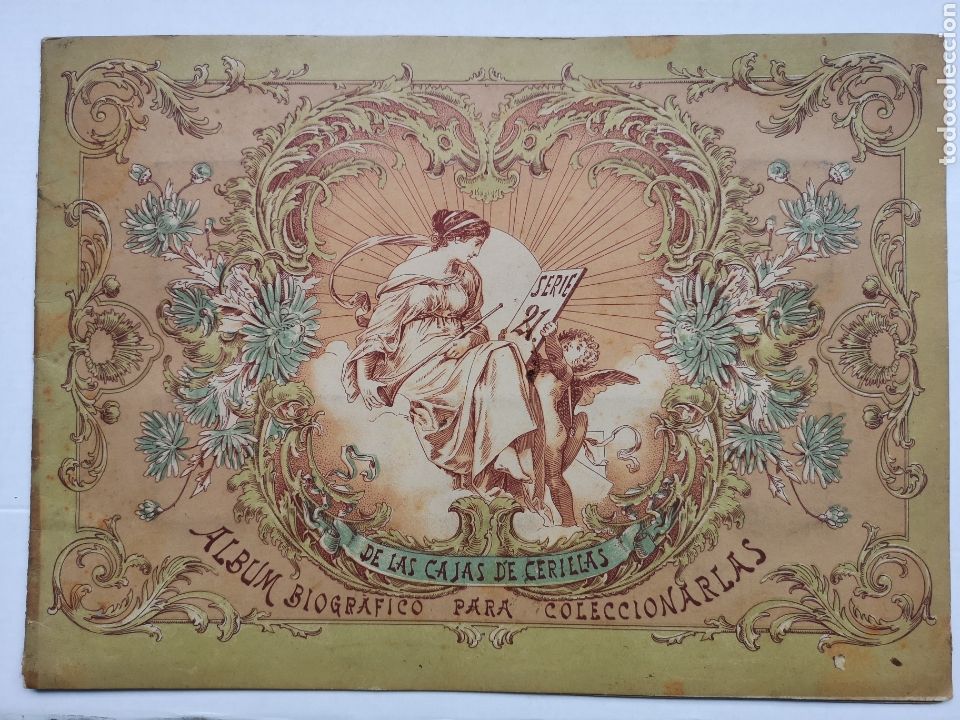 SERIE
21.
DE LAS CAJAS DE CERILLAS
ALBUM BIOGRÁFICO PARA COLECCIONARLAS
todocoleccion